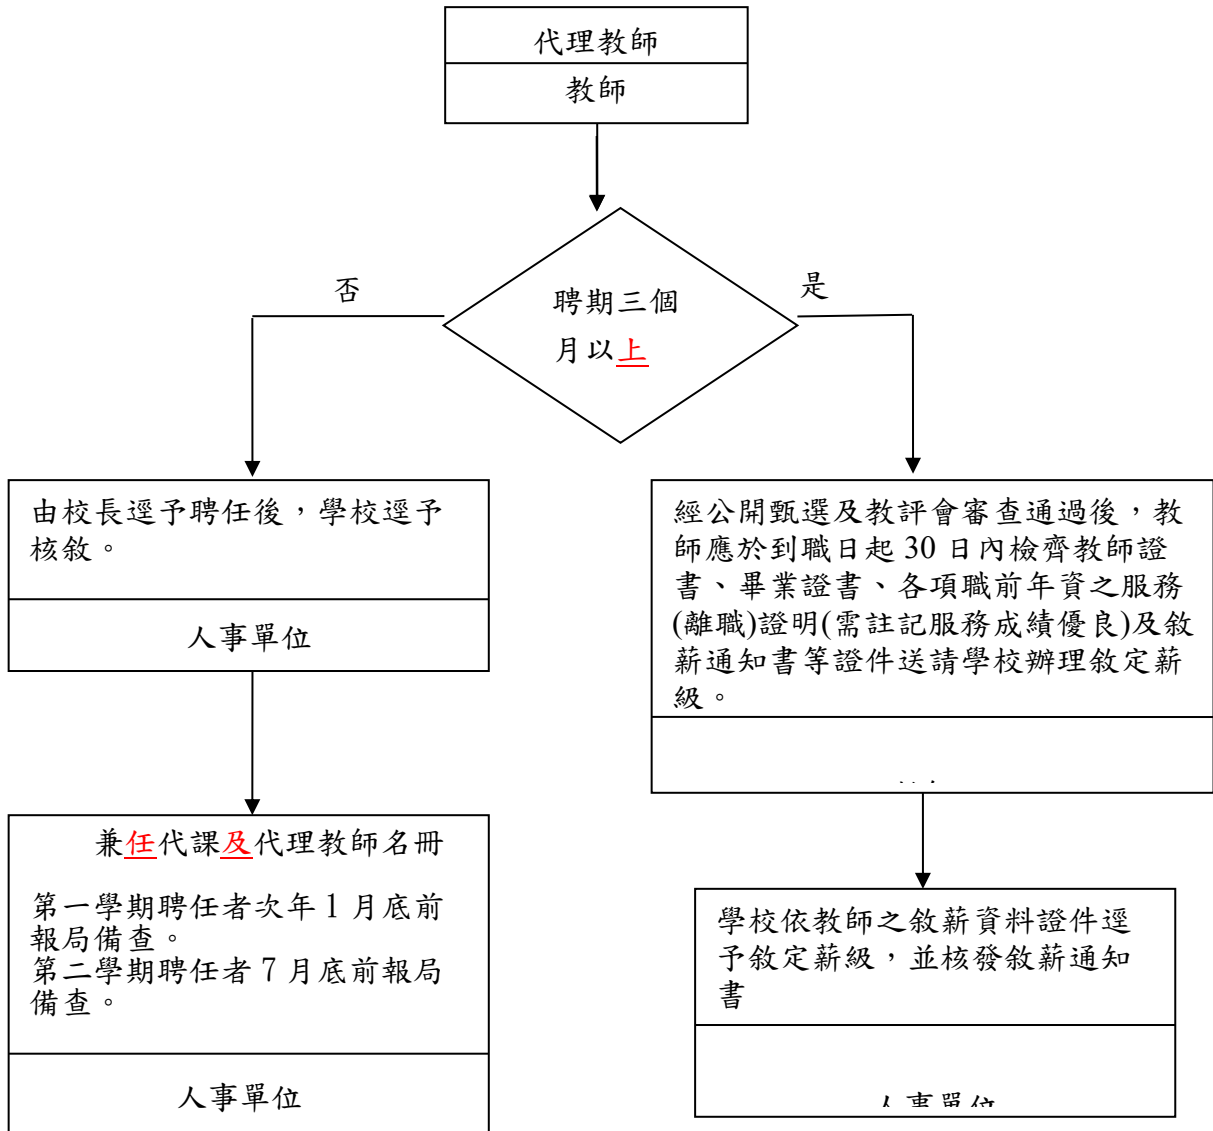 代理教師
教師
否
是
聘期三個
月以上
由校長逕予聘任後，學校逕予
核敘。
人事單位
經公開甄選及教評會審查通過後，教
師應於到職日起 30 日內檢齊教師證
書、畢業證書、各項職前年資之服務
(離職)證明(需註記服務成績優良)及敘
薪通知書等證件送請學校辦理敘定薪
級。
兼任代課及代理教師名冊
第一學期聘任者次年 1 月底前
報局備查。
第二學期聘任者 7 月底前報局
備查。
人事單位
學校依教師之敘薪資料證件逕
予敘定薪級，並核發敘薪通知
書
人事單位